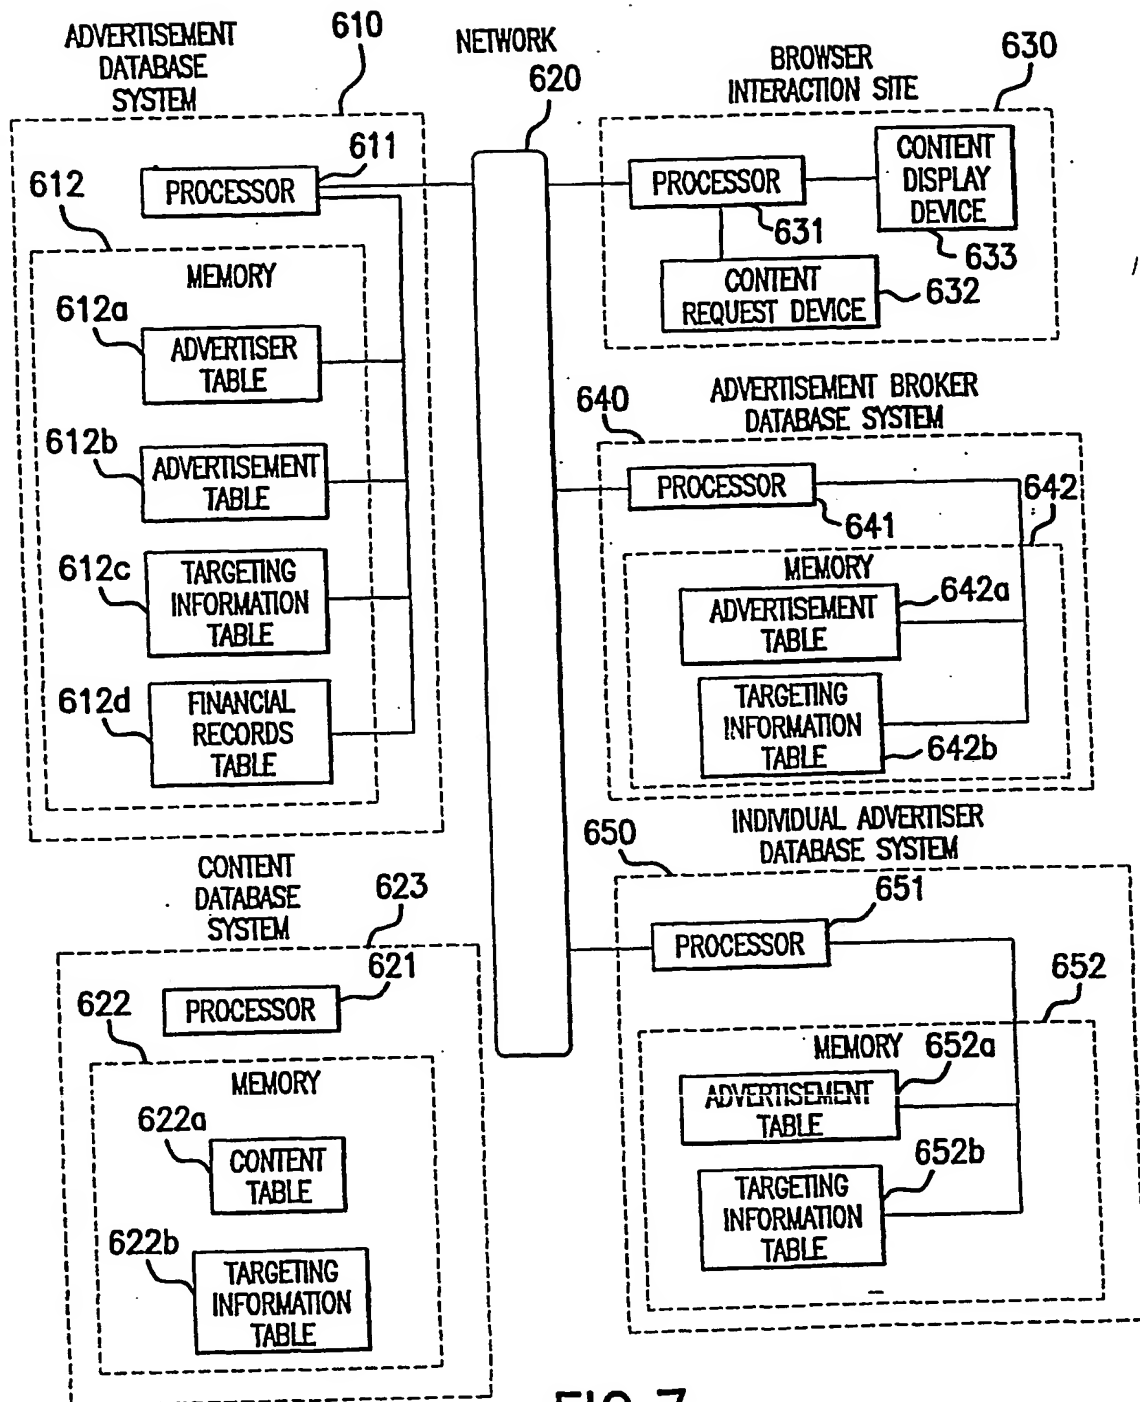 ADVERTISEMENT
DATABASE
SYSTEM
610
PROCESSOR
611
612
MEMORY
612a
ADVERTISER
TABLE
612b
ADVERTISEMENT
TABLE
612c
TARGETING
INFORMATION
TABLE
612d
FINANCIAL
RECORDS
TABLE
NETWORK
620
BROWSER
INTERACTION SITE
630
PROCESSOR
631
CONTENT
DISPLAY
DEVICE
633
CONTENT
REQUEST DEVICE
632
ADVERTISEMENT BROKER
DATABASE SYSTEM
640
PROCESSOR
641
642
MEMORY
ADVERTISEMENT
TABLE
642a
TARGETING
INFORMATION
TABLE
642b
CONTENT
DATABASE
SYSTEM
623
PROCESSOR
621
622
MEMORY
622a
CONTENT
TABLE
622b
TARGETING
INFORMATION
TABLE
INDIVIDUAL ADVERTISER
DATABASE SYSTEM
650
PROCESSOR
651
652
MEMORY
ADVERTISEMENT
TABLE
652a
TARGETING
INFORMATION
TABLE
652b
FIG. 7